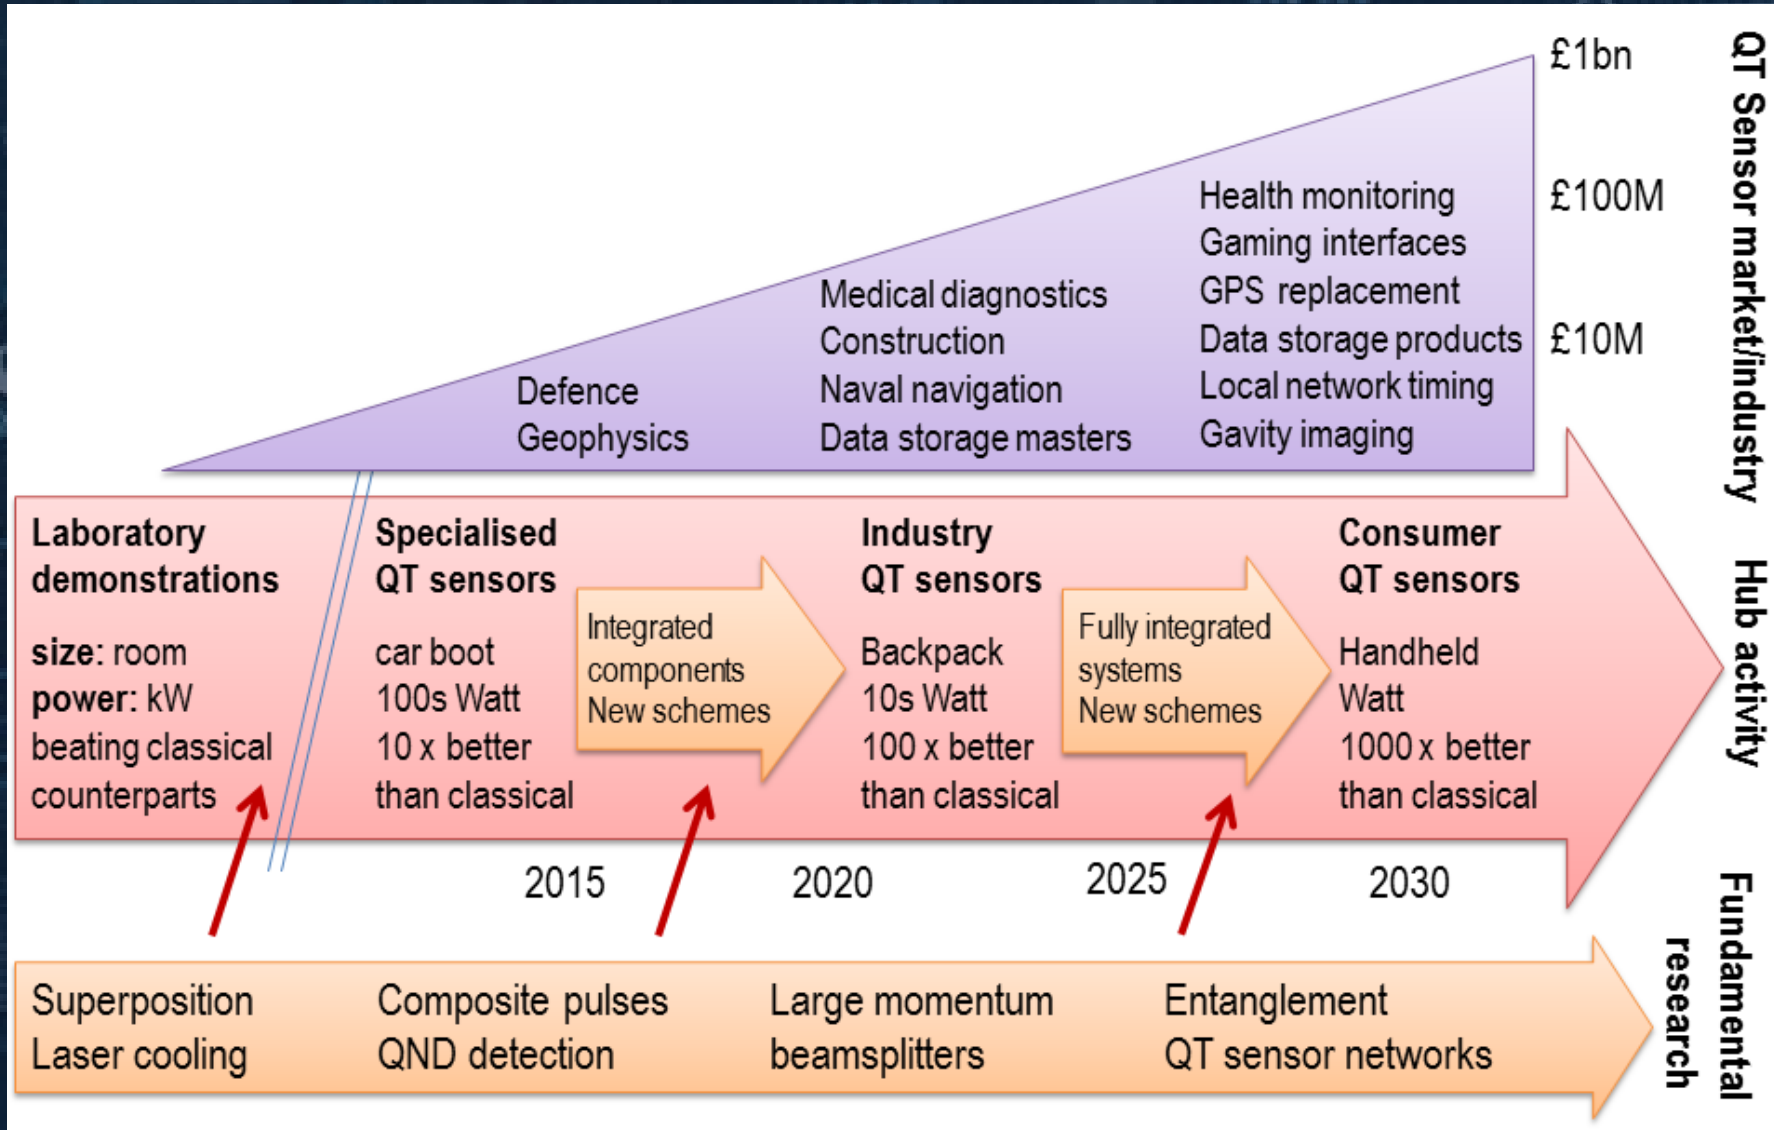 £1bn
£100M
£10M
QT Sensor market/industry
Health monitoring
Gaming interfaces
GPS replacement
Data storage products
Local network timing
Gavity imaging
Medical diagnostics
Construction
Naval navigation
Data storage masters
Defence
Geophysics
Laboratory
demonstrations
size: room
power: kW
beating classical
counterparts
Specialised
QT sensors
car boot
100s Watt
10 x better
than classical
Integrated
components
New schemes
Industry
QT sensors
Backpack
10s Watt
100 x better
than classical
Fully integrated
systems
New schemes
Consumer
QT sensors
Handheld
Watt
1000 x better
than classical
Hub activity
2015
2020
2025
2030
Superposition
Laser cooling
Composite pulses
QND detection
Large momentum
beamsplitters
Entanglement
QT sensor networks
Fundamental
research